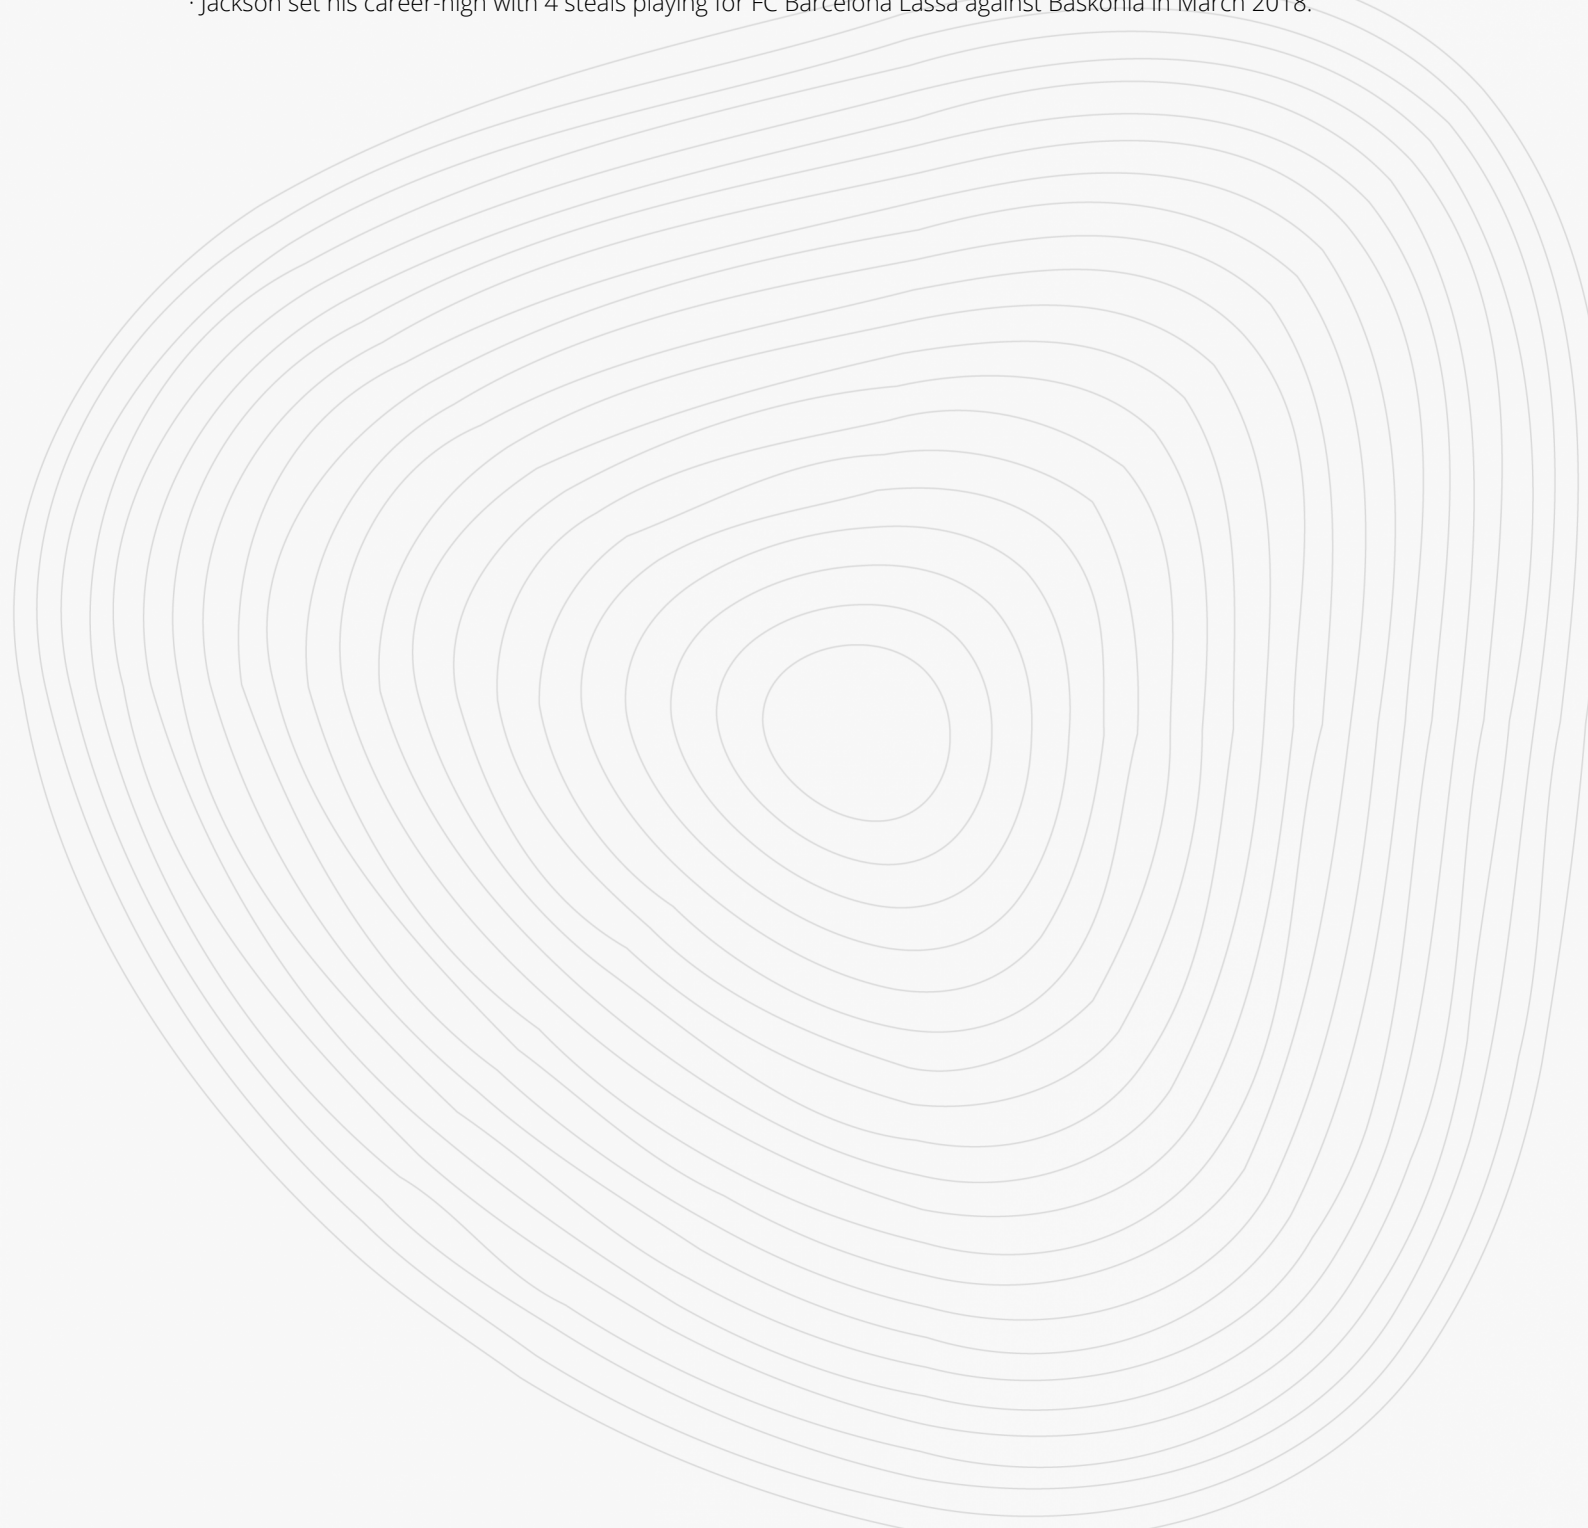 · Jackson set his career-high with 4 steals playing for FC Barcelona Lassa against Baskonia in March 2018.